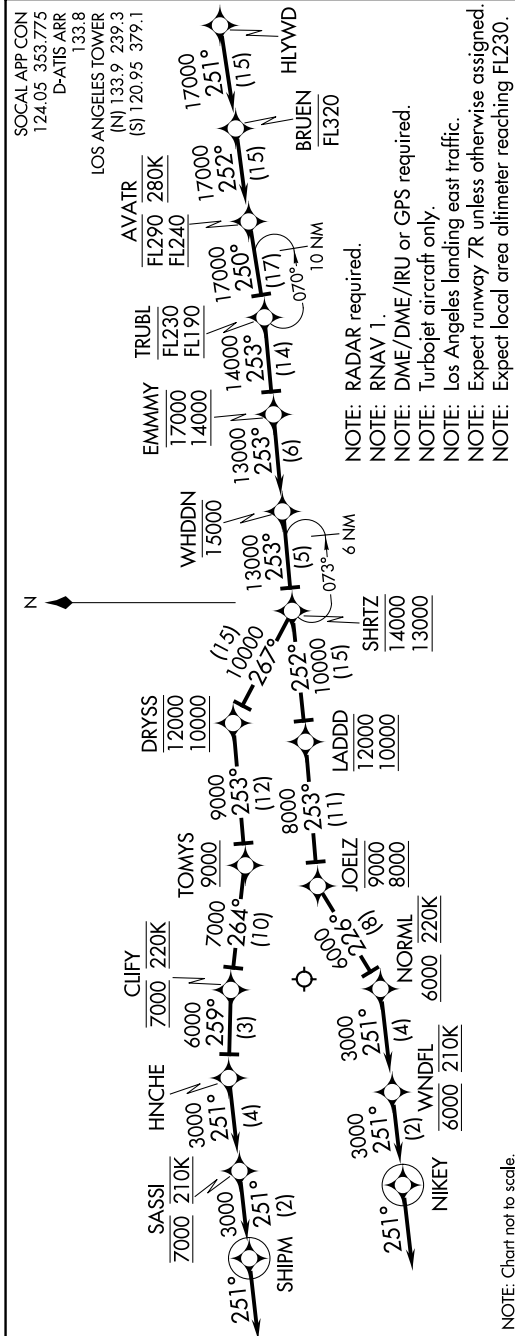 SOCAL APP CON
124.05 353.775
D-ATIS ARR
133.8
LOS ANGELES TOWER
(N) 133.9 239.3
(S) 120.95 379.1
N
HLYWD
17000
251°
(15)
BRUEN
FL320
17000
252°
(15)
AVATR
FL290 280K
FL240
17000
250°
(17)
070°
10 NM
TRUBL
FL230
FL190
14000
253°
(14)
EMMMY
17000
14000
13000
253°
(6)
WHDDN
15000
13000
253°
(5)
073°
6 NM
SHRTZ
14000
13000
(15)
10000
267°
DRYSS
12000
10000
9000
253°
(12)
TOMYS
9000
7000
264°
(10)
CLIFY
7000 220K
6000
259°
(3)
HNCHE
3000
251°
(4)
SASSI
7000 210K
3000
251°
(2)
SHIPM
251°
252°
10000
(15)
LADDD
12000
10000
8000
253°
(11)
JOELZ
9000
8000
6000
226°
(8)
NORML
6000 220K
3000
251°
(4)
WNDFL
6000 210K
3000
251°
(2)
NIKEY
251°
NOTE: RADAR required.
NOTE: RNAV 1.
NOTE: DME/DME/IRU or GPS required.
NOTE: Turbojet aircraft only.
NOTE: Los Angeles landing east traffic.
NOTE: Expect runway 7R unless otherwise assigned.
NOTE: Expect local area altimeter reaching FL230.
NOTE: Chart not to scale.